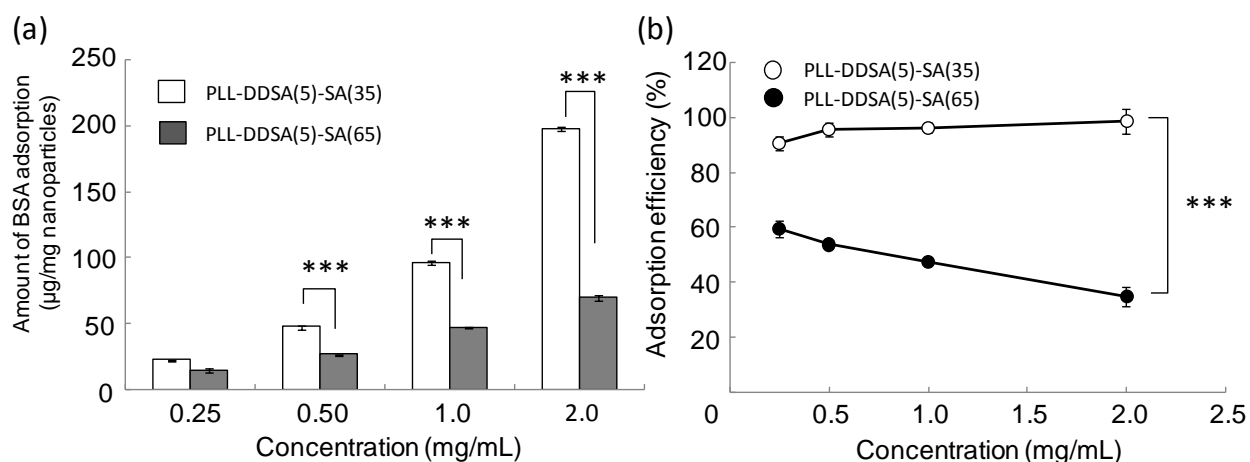 (a)
Amount of BSA adsorption
(µg/mg nanoparticles)
250
200
150
100
50
0
PLL-DDSA(5)-SA(35)
PLL-DDSA(5)-SA(65)
***
***
***
0.25 0.50 1.0 2.0
Concentration (mg/mL)
(b)
Adsorption efficiency (%)
120
100
80
60
40
20
0
PLL-DDSA(5)-SA(35)
PLL-DDSA(5)-SA(65)
***
0.5 1.0 1.5 2.0 2.5
Concentration (mg/mL)